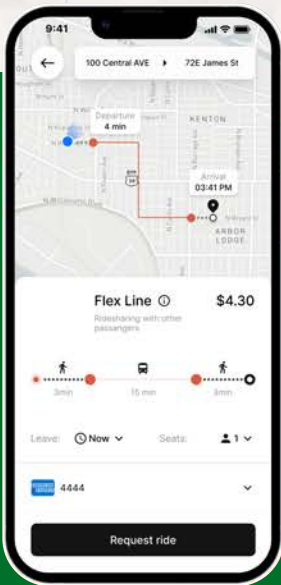 9:41
100 Central AVE
72E James St
Departure
4 min
KENTON
Arrival
03:41 PM
ARBOR
LODGE
Flex Line
$4.30
Ridesharing with other
passangers
3min
15 min
8min
Leave:
Now
Seats:
1
4444
Request ride